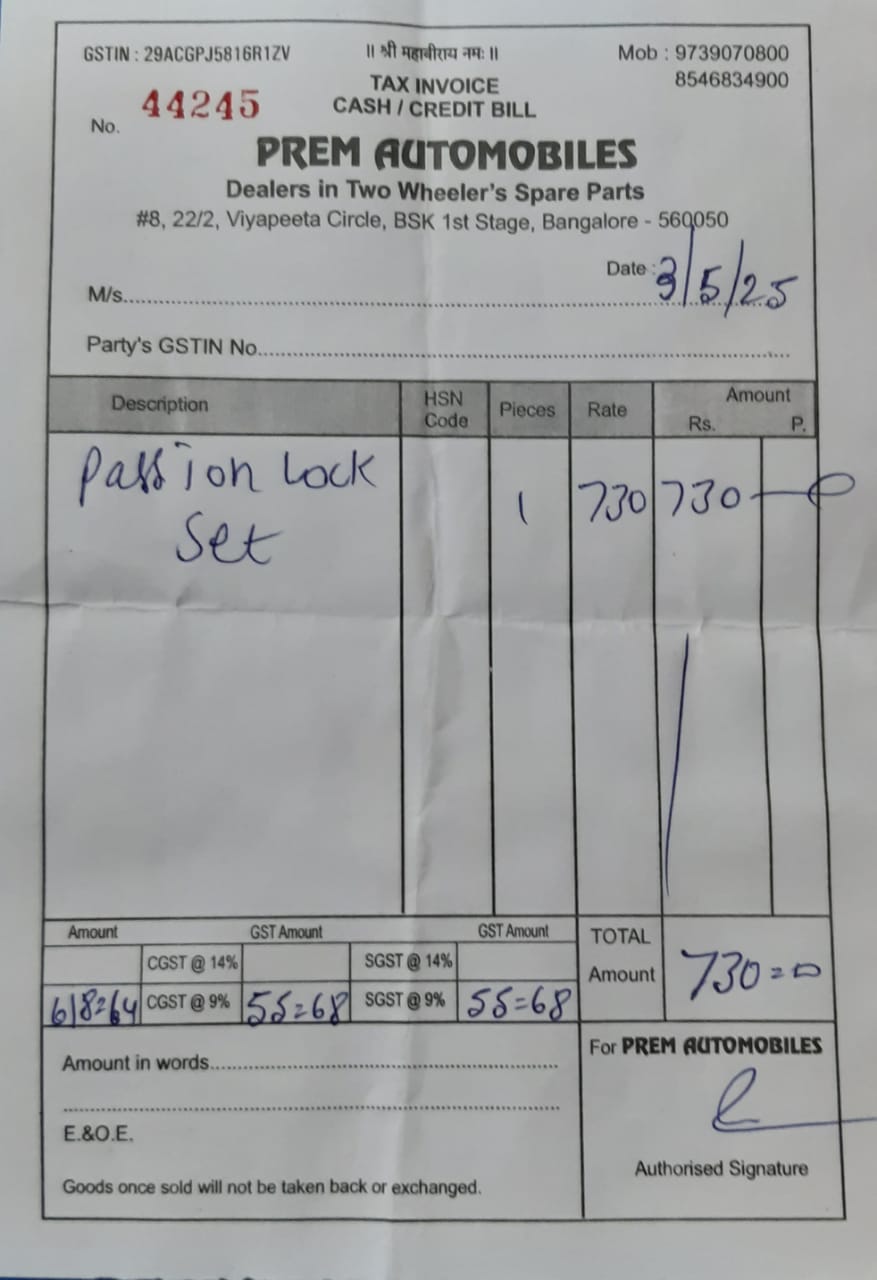 GSTIN : 29ACGPJ5816R1ZV
|| श्री महावीराय नमः ||
Mob : 9739070800
8546834900
TAX INVOICE
CASH / CREDIT BILL
No. 44245
PREM AUTOMOBILES
Dealers in Two Wheeler's Spare Parts
#8, 22/2, Viyapeeta Circle, BSK 1st Stage, Bangalore - 560050
Date : 3/5/25
M/s.
Party's GSTIN No.
Description HSN Code Pieces Rate Amount Rs. P.
Passion Lock 1 730 730
Set
Amount GST Amount GST Amount TOTAL
CGST @ 14% SGST @ 14% Amount 730=0
618=64 CGST @ 9% 55=68 SGST @ 9% 55=68
For PREM AUTOMOBILES
Amount in words
E.&O.E.
Authorised Signature
Goods once sold will not be taken back or exchanged.